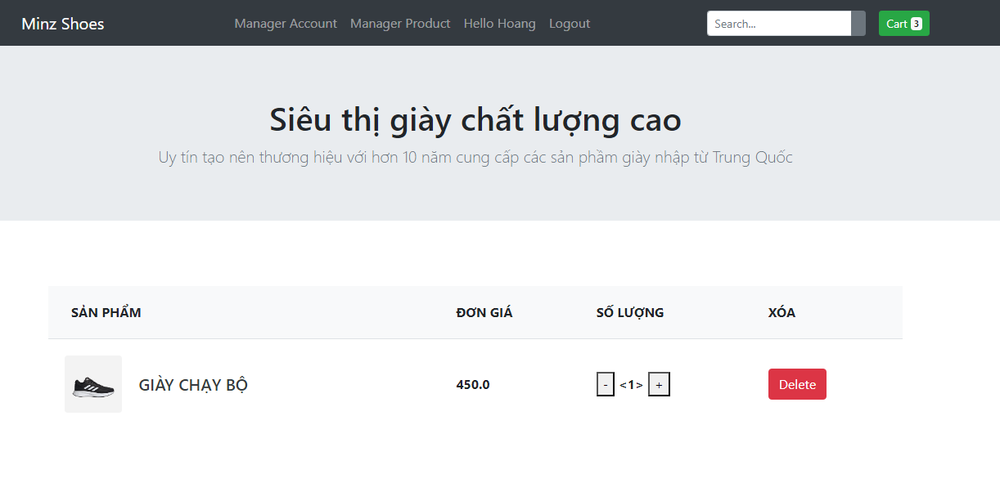 Minz Shoes Manager Account Manager Product Hello Hoang Logout Search... Cart 3
Siêu thị giày chất lượng cao
Uy tín tạo nên thương hiệu với hơn 10 năm cung cấp các sản phầm giày nhập từ Trung Quốc
SẢN PHẨM ĐƠN GIÁ SỐ LƯỢNG XÓA
GIÀY CHẠY BỘ 450.0 - <1> + Delete